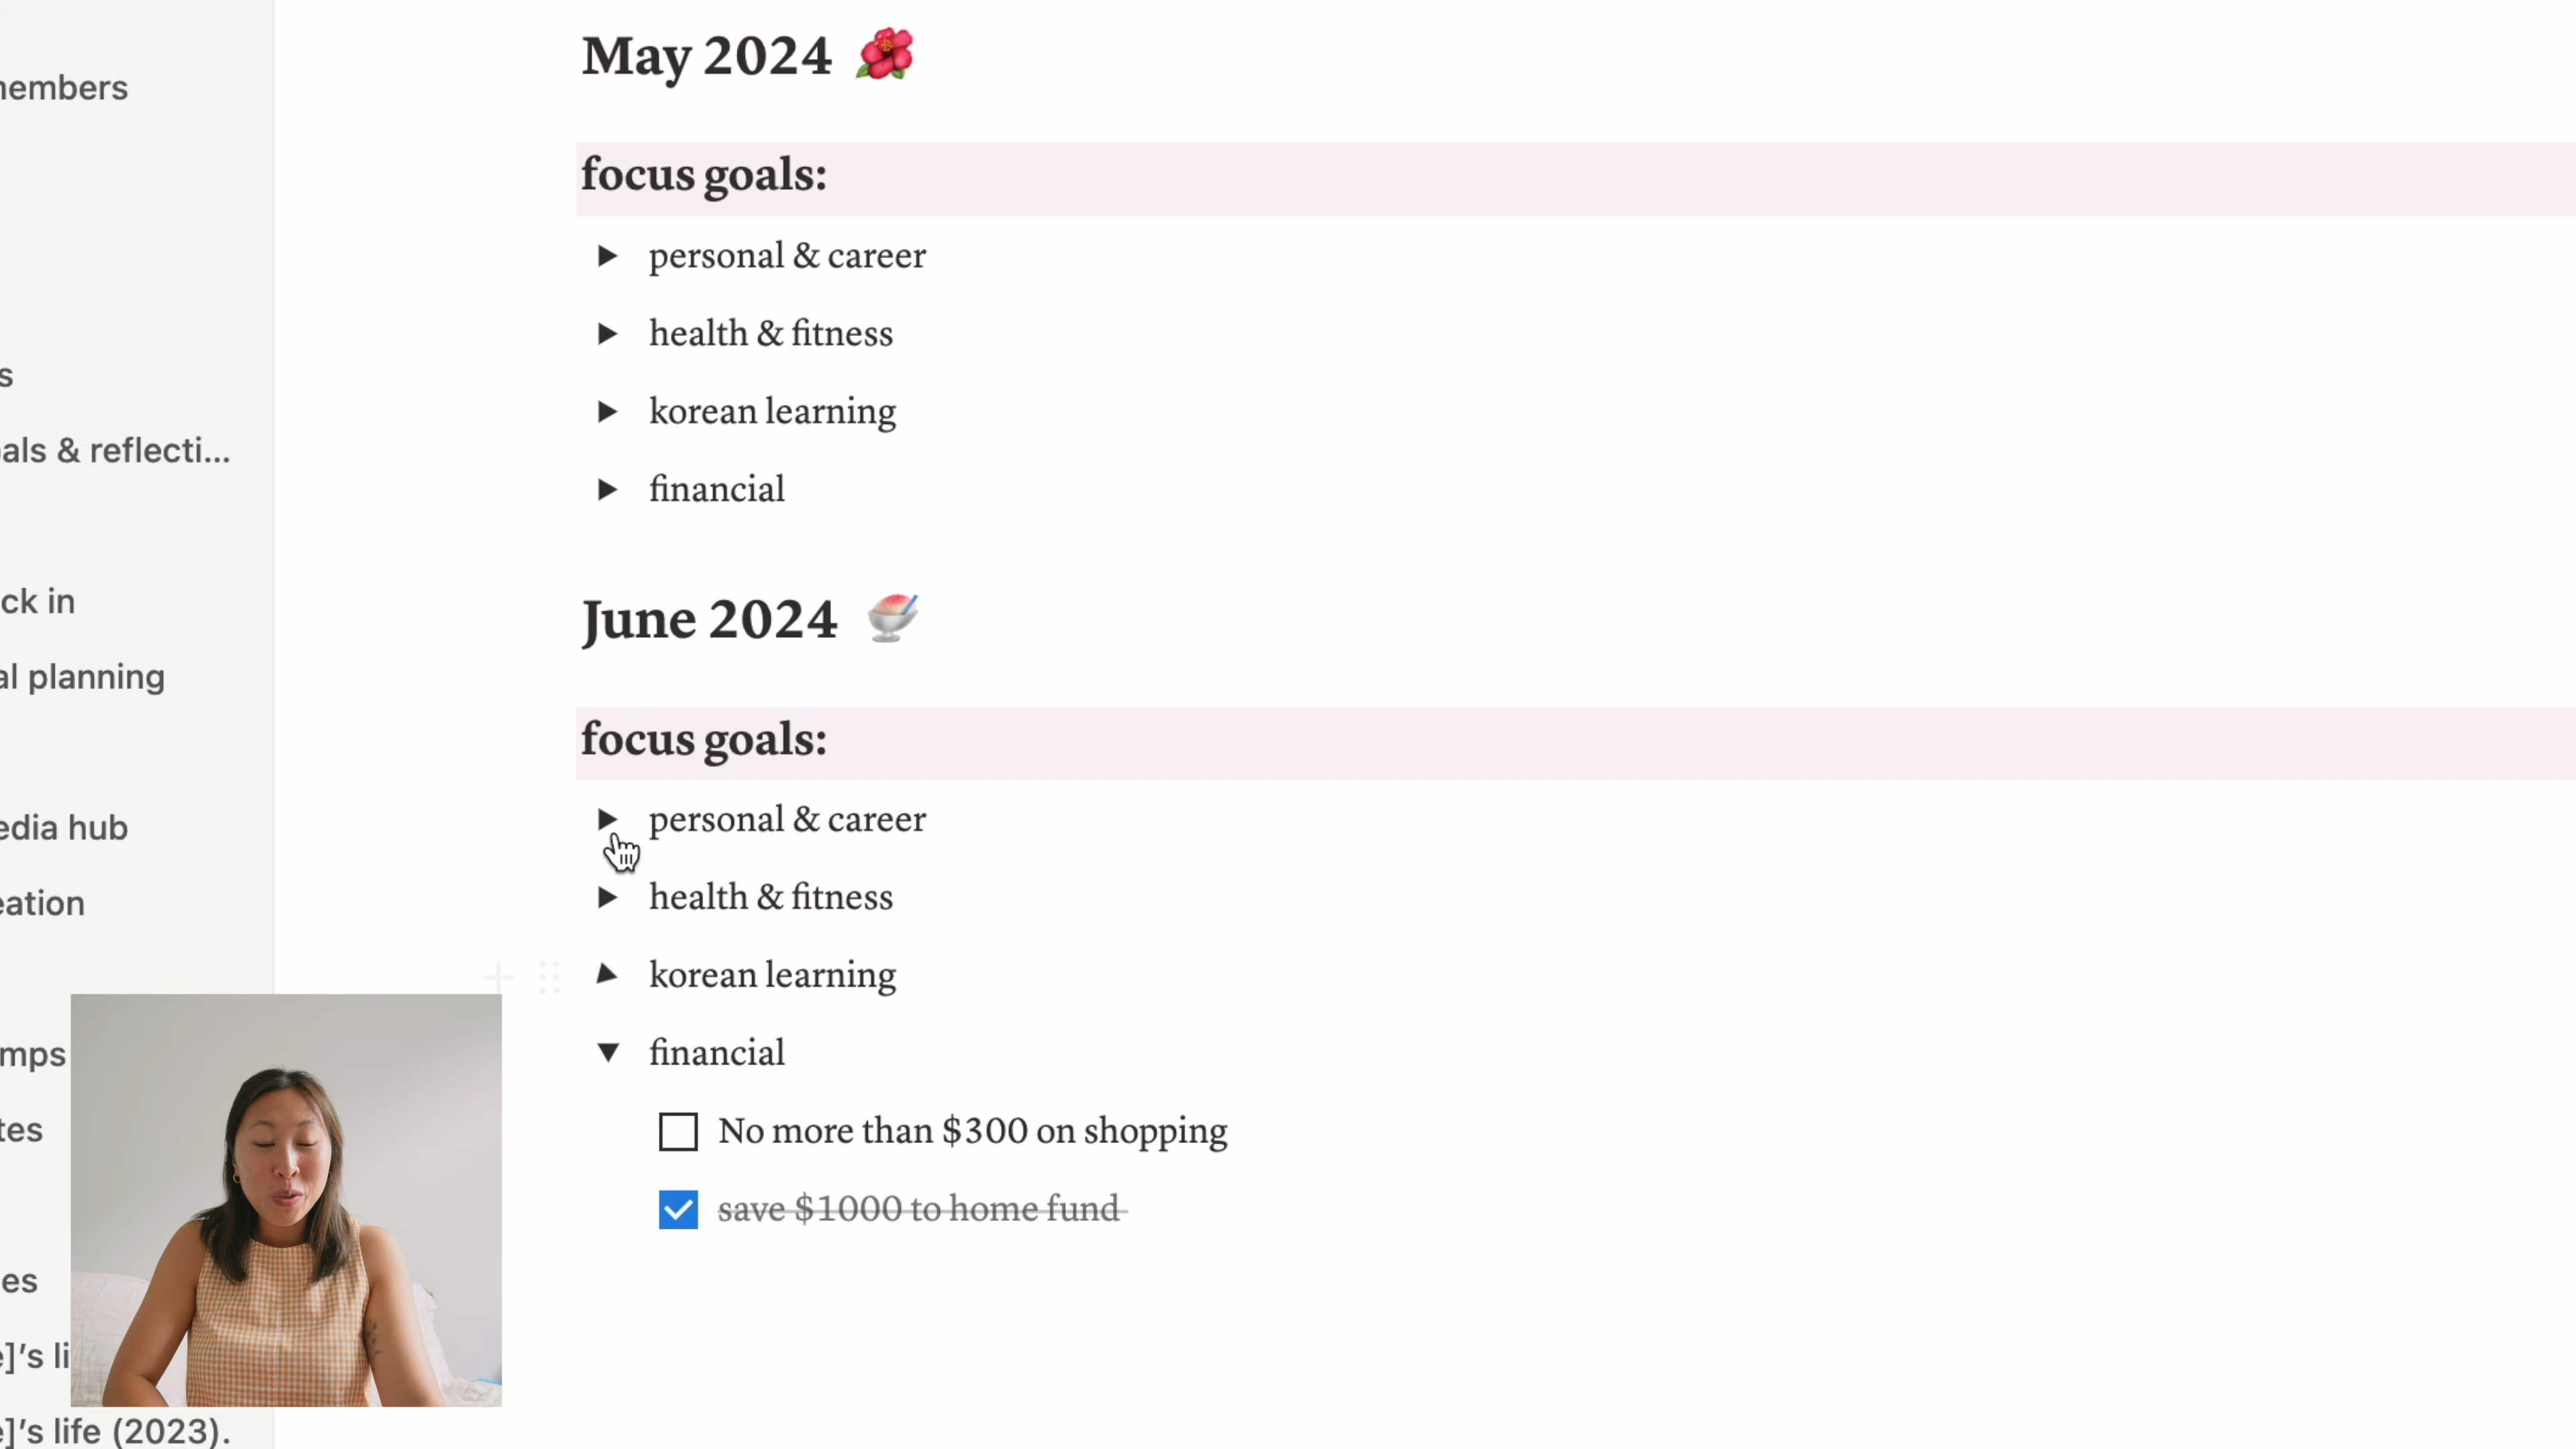 embers
s
als & reflecti...
ck in
al planning
edia hub
eation
mps
tes
es
]’s li
]’s life (2023).
May 2024
focus goals:
personal & career
health & fitness
korean learning
financial
June 2024
focus goals:
personal & career
health & fitness
korean learning
financial
No more than $300 on shopping
save $1000 to home fund